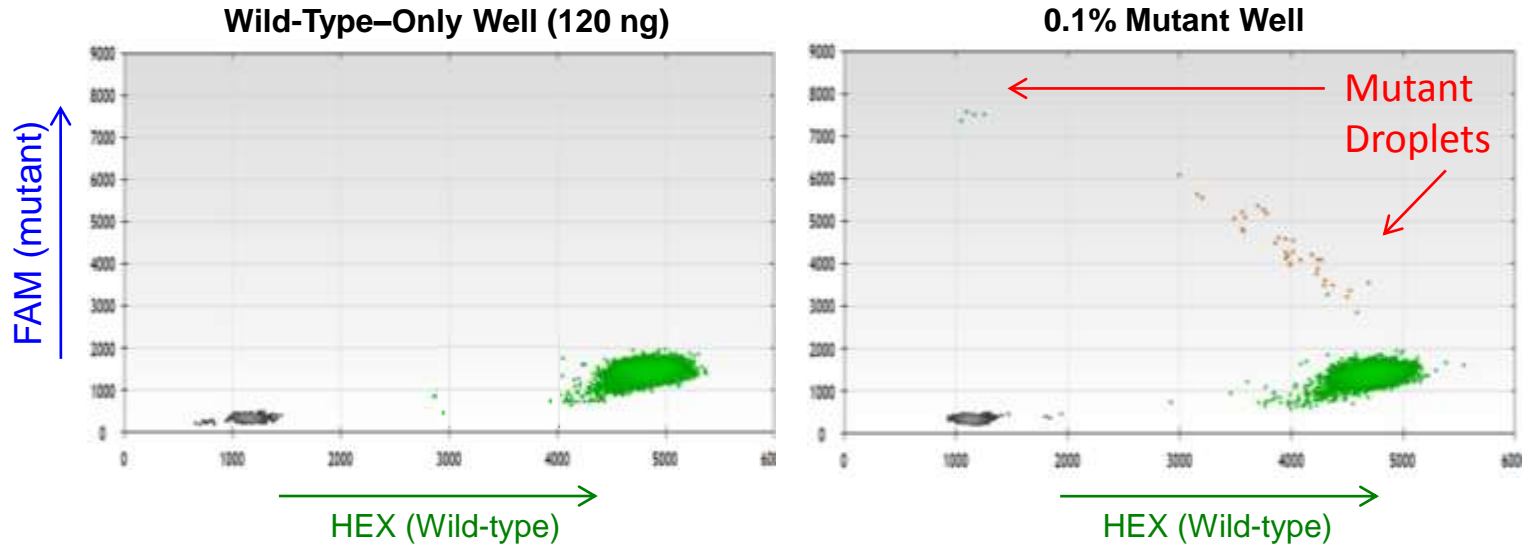 Wild-Type–Only Well (120 ng)
9000
8000
7000
6000
5000
4000
3000
2000
1000
0
0 1000 2000 3000 4000 5000 600
FAM (mutant)
HEX (Wild-type)
0.1% Mutant Well
9000
8000
7000
6000
5000
4000
3000
2000
1000
0
0 1000 2000 3000 4000 5000 6000
Mutant
Droplets
HEX (Wild-type)